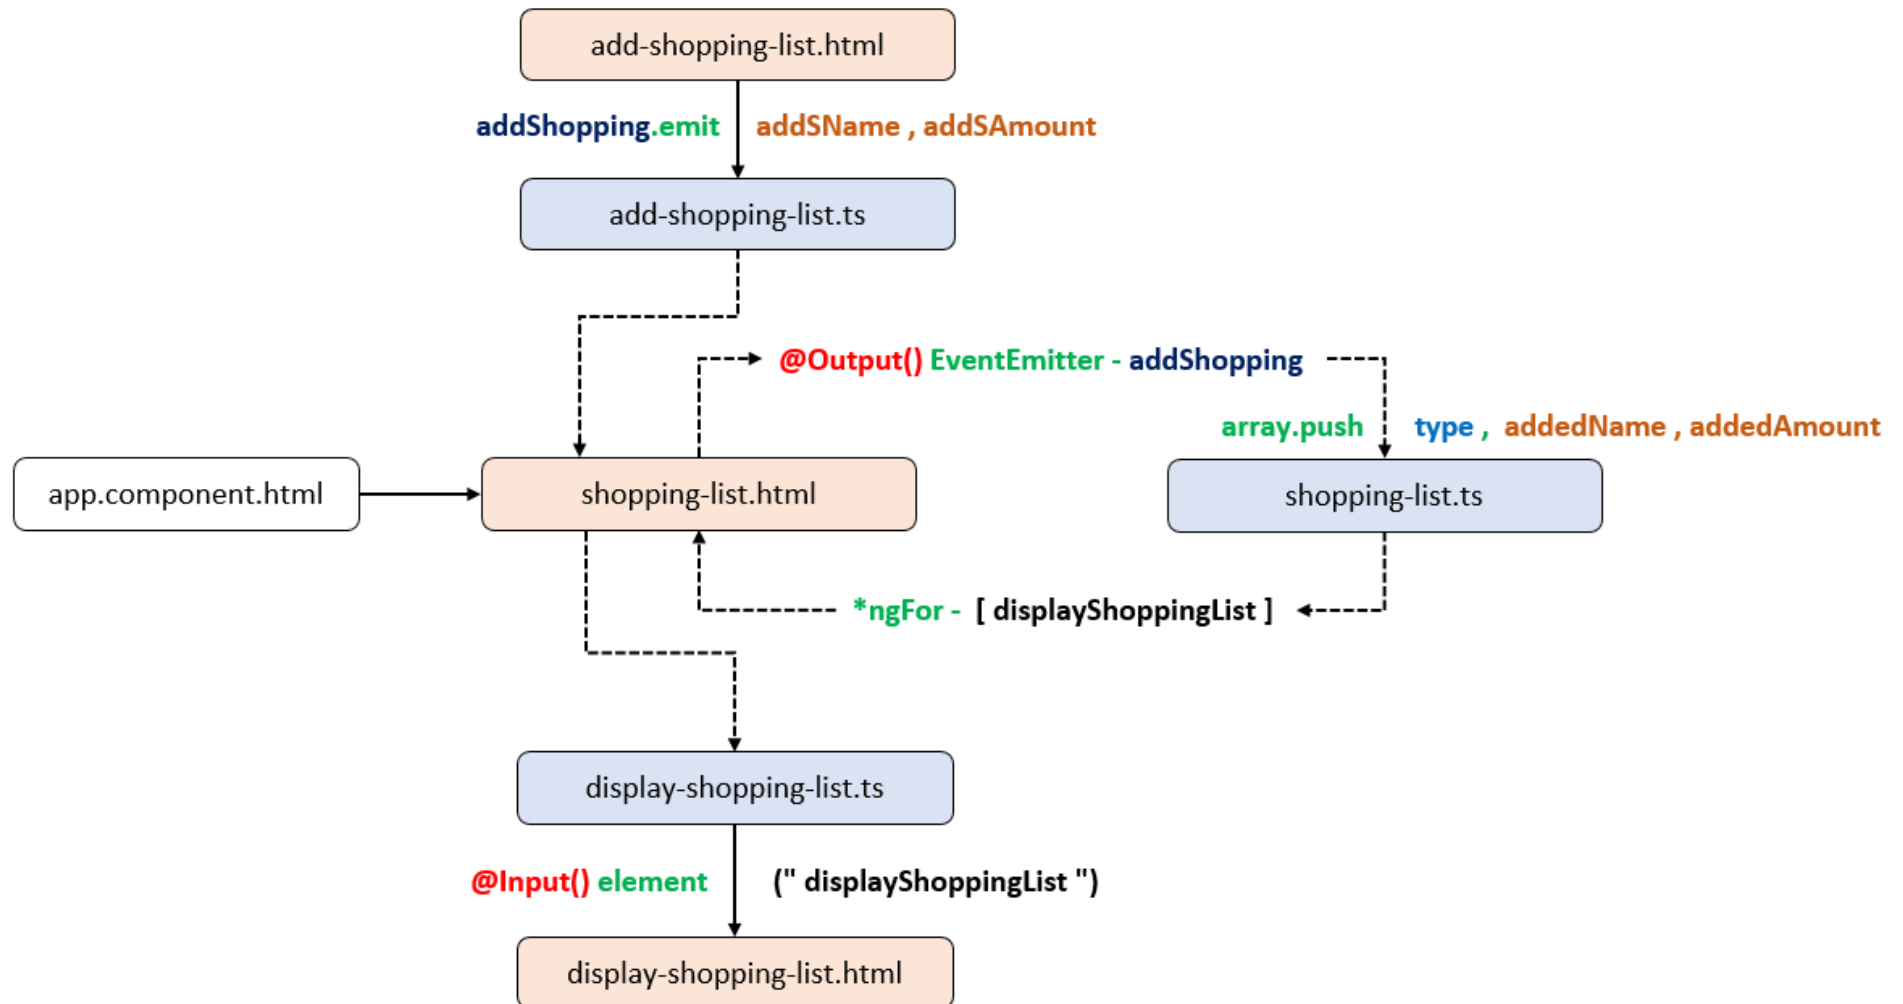 add-shopping-list.html
addShopping.emit addSName , addSAmount
add-shopping-list.ts
@Output() EventEmitter - addShopping
array.push type , addedName , addedAmount
app.component.html
shopping-list.html
shopping-list.ts
*ngFor - [ displayShoppingList ]
display-shopping-list.ts
@Input() element (" displayShoppingList ")
display-shopping-list.html